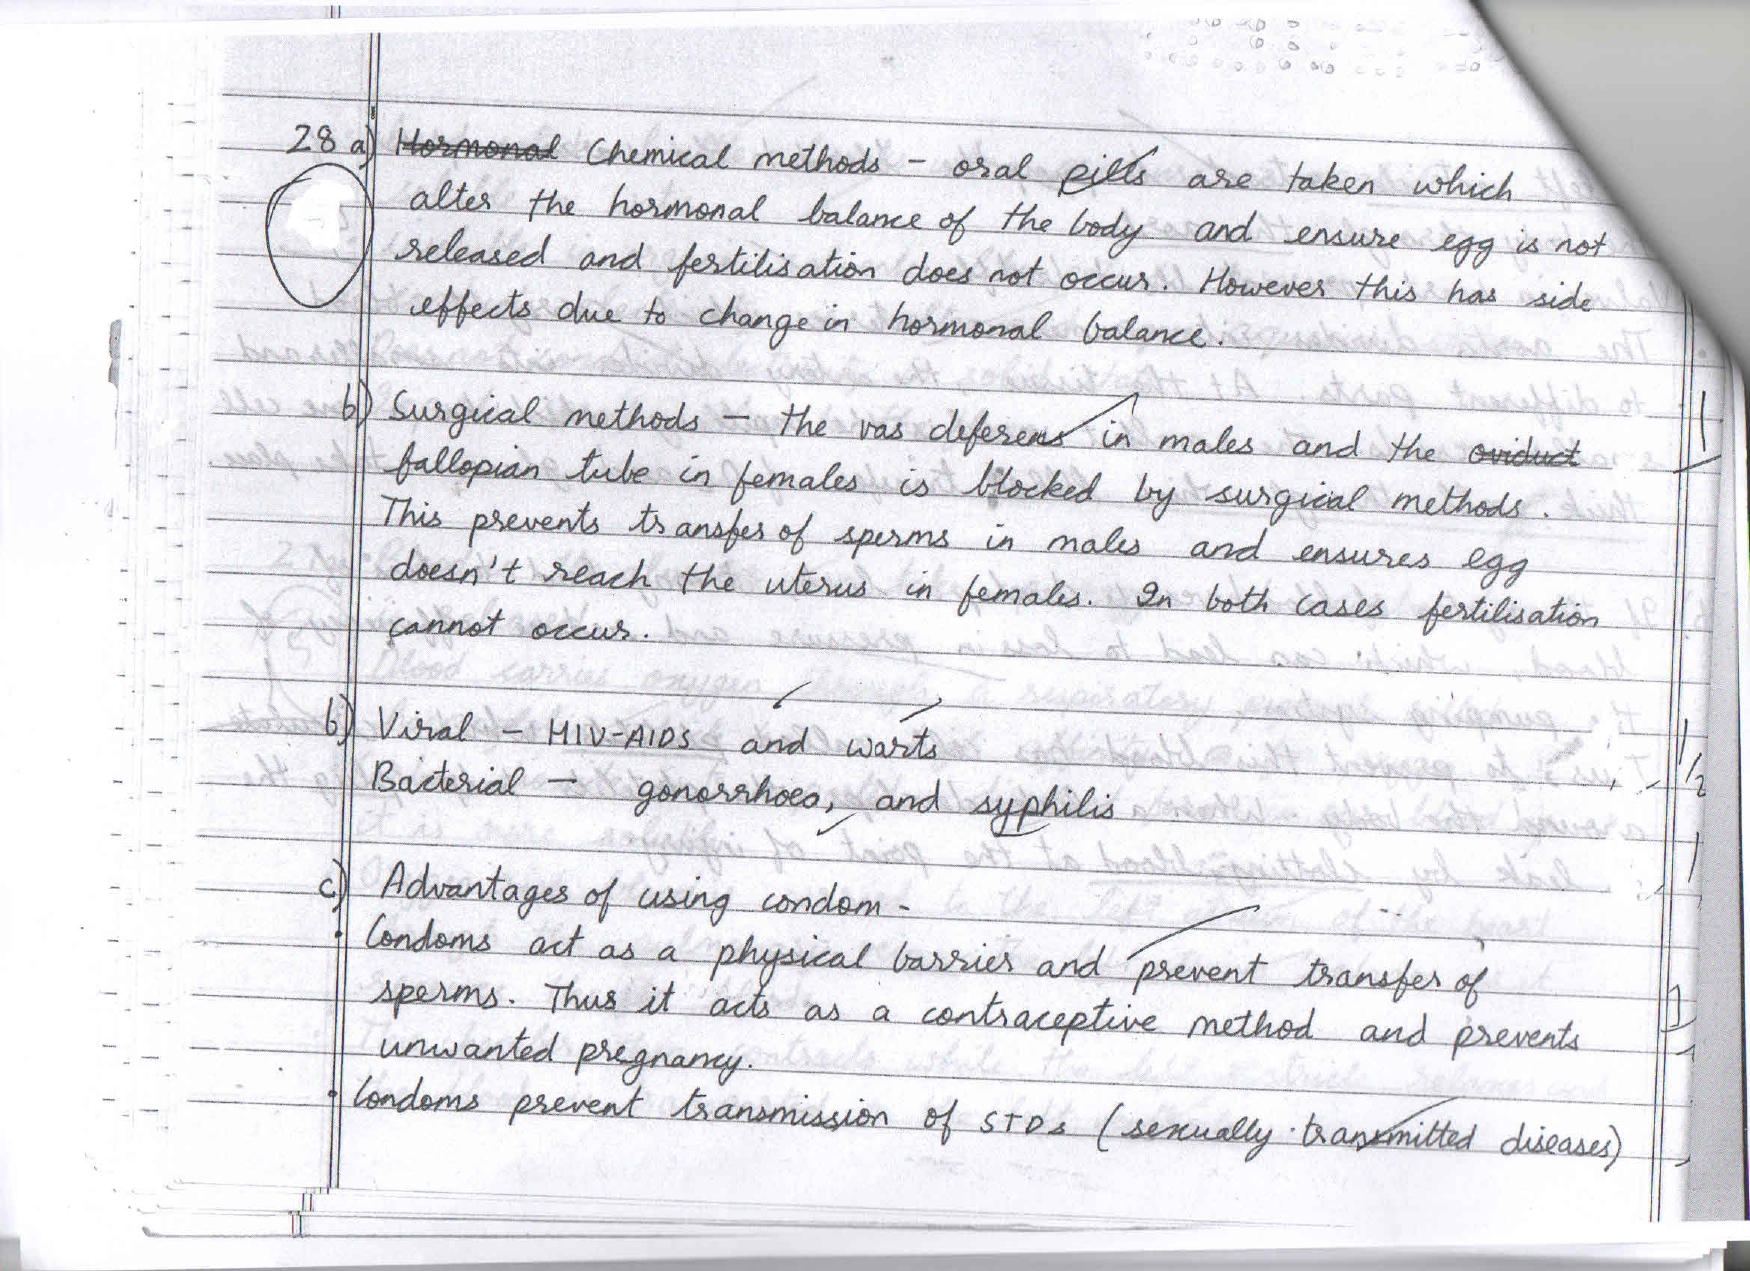 28 a) Hormonal Chemical methods - oral pills are taken which
alter the hormonal balance of the body and ensure egg is not
released and fertilisation does not occur. However this has side
effects due to change in hormonal balance.
b) Surgical methods - the vas deferens in males and the oviduct
fallopian tube in females is blocked by surgical methods.
This prevents transfer of sperms in males and ensures egg
doesn't reach the uterus in females. In both cases fertilisation
cannot occur.
b) Viral - HIV-AIDS and warts
Bacterial - gonorrhoea, and syphilis
c) Advantages of using condom -
• Condoms act as a physical barrier and prevent transfer of
sperms. Thus it acts as a contraceptive method and prevents
unwanted pregnancy.
• Condoms prevent transmission of STDs (sexually transmitted diseases)